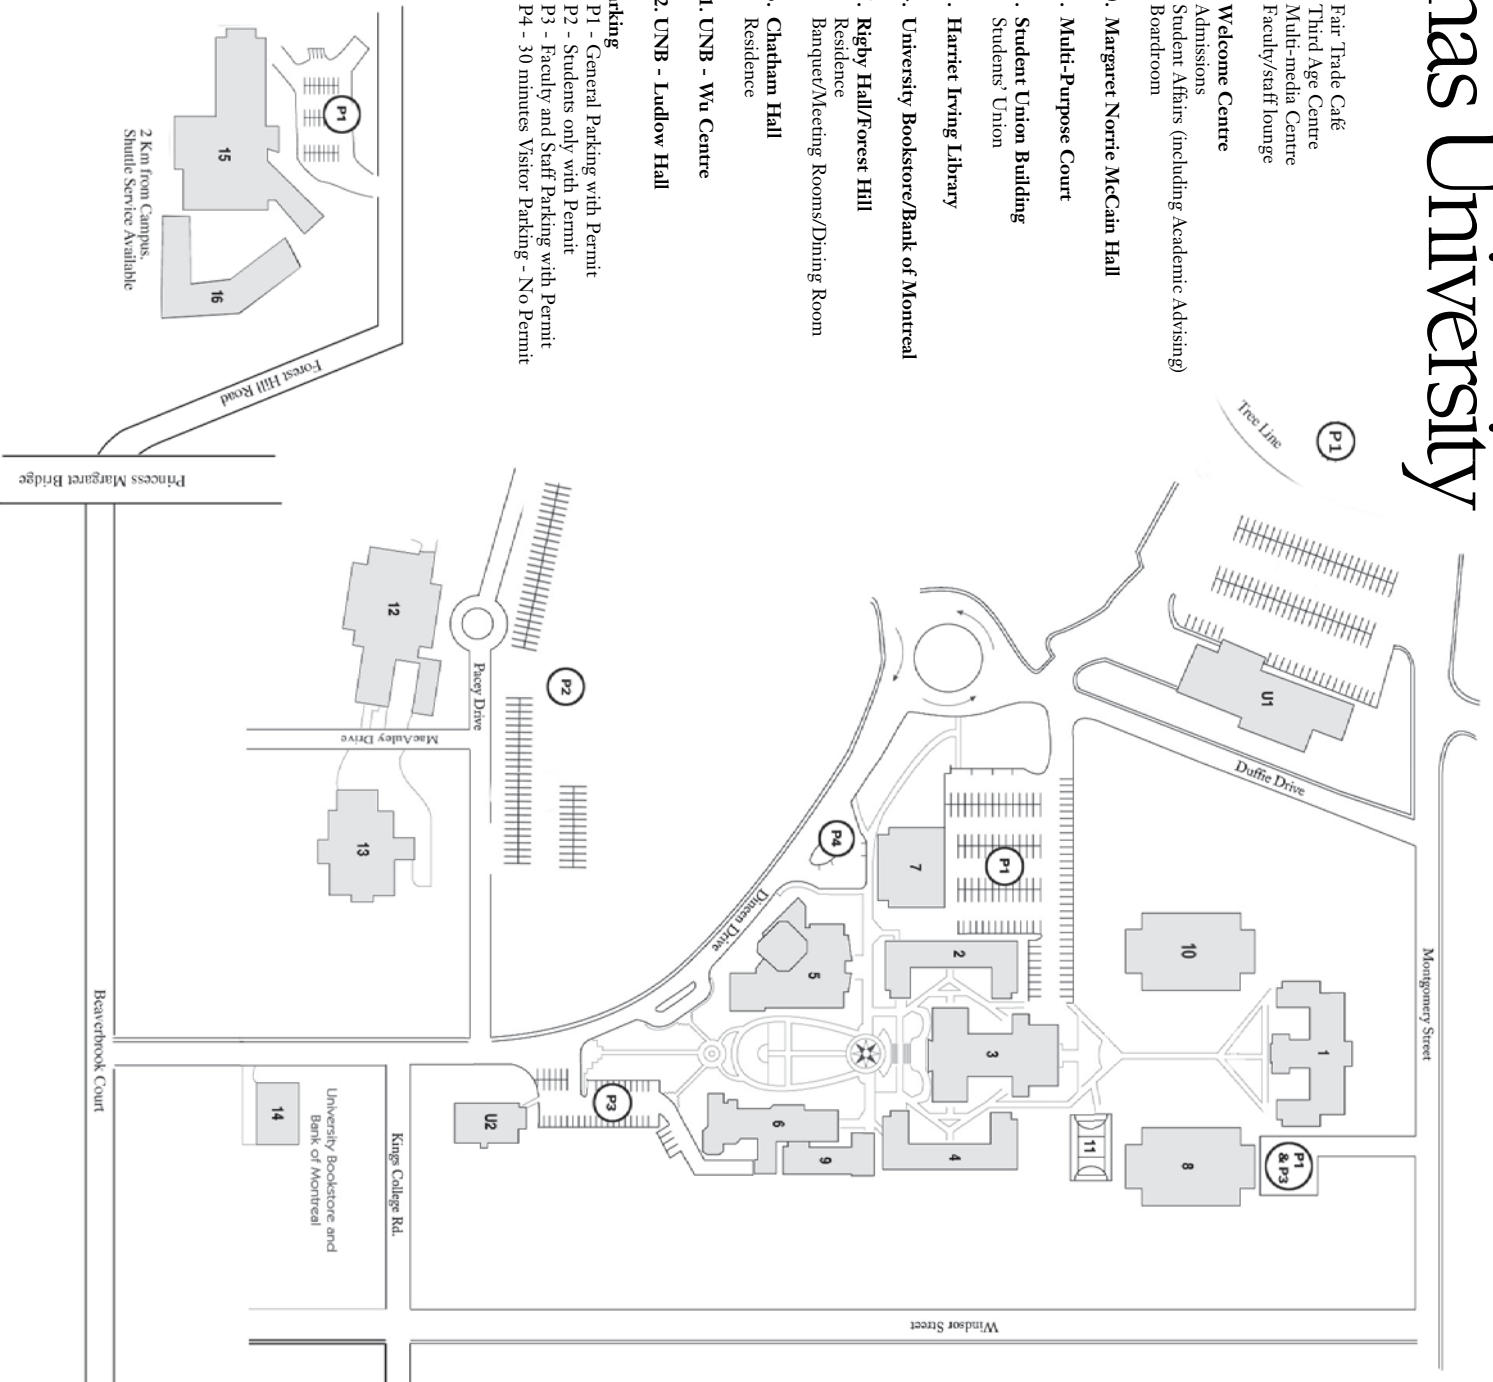 nas University
Fair Trade Café
Third Age Centre
Multi-media Centre
Faculty/staff lounge
Welcome Centre
Admissions
Student Affairs (including Academic Advising)
Boardroom
. Margaret Norrie McCain Hall
. Multi-Purpose Court
. Student Union Building
Students' Union
. Harriet Irving Library
. University Bookstore/Bank of Montreal
. Rigby Hall/Forest Hill
Residence
Banquet/Meeting Rooms/Dining Room
. Chatham Hall
Residence
1. UNB - Wu Centre
2. UNB - Ludlow Hall
rking
P1 - General Parking with Permit
P2 - Students only with Permit
P3 - Faculty and Staff Parking with Permit
P4 - 30 minutes Visitor Parking - No Permit
P1
15
16
2 Km from Campus.
Shuttle Service Available
Forest Hill Road
Princess Margaret Bridge
Tree Line
P1
U1
Duffie Drive
Montgomery Street
12
Pacey Drive
P2
MacAuley Drive
13
P4
7
P1
Dineen Drive
5
2
10
3
1
Beaverbrook Court
14
University Bookstore and
Bank of Montreal
Kings College Rd.
U2
P3
6
9
4
11
8
P1
& P3
Windsor Street